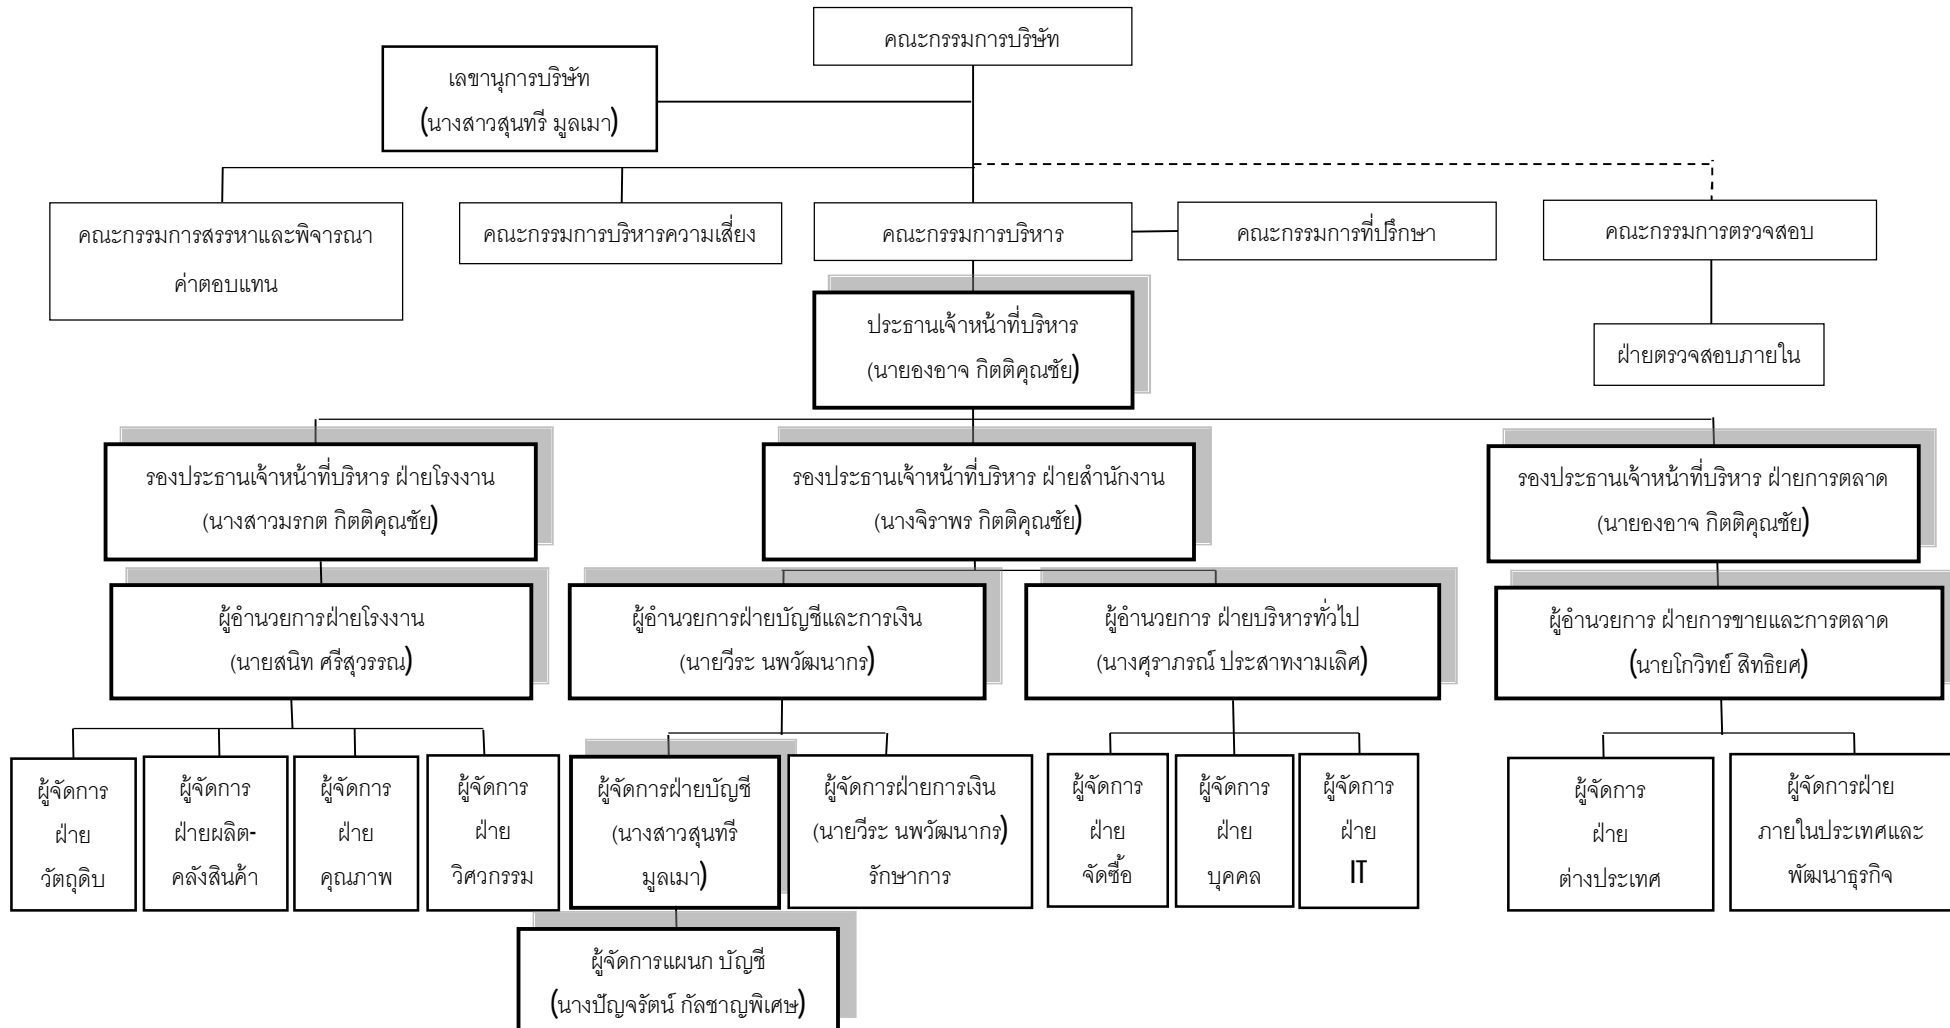 คณะกรรมการบริษัท
เลขานุการบริษัท
(นางสาวสุนทรี มูลเมา)
คณะกรรมการสรรหาและพิจารณา
ค่าตอบแทน
คณะกรรมการบริหารความเสี่ยง
คณะกรรมการบริหาร
คณะกรรมการที่ปรึกษา
คณะกรรมการตรวจสอบ
ประธานเจ้าหน้าที่บริหาร
(นายองอาจ กิตติคุณชัย)
ฝ่ายตรวจสอบภายใน
รองประธานเจ้าหน้าที่บริหาร ฝ่ายโรงงาน
(นางสาวมรกต กิตติคุณชัย)
รองประธานเจ้าหน้าที่บริหาร ฝ่ายสำนักงาน
(นางจิราพร กิตติคุณชัย)
รองประธานเจ้าหน้าที่บริหาร ฝ่ายการตลาด
(นายองอาจ กิตติคุณชัย)
ผู้อำนวยการฝ่ายโรงงาน
(นายสนิท ศรีสุวรรณ)
ผู้อำนวยการฝ่ายบัญชีและการเงิน
(นายวีระ นพวัฒนากร)
ผู้อำนวยการ ฝ่ายบริหารทั่วไป
(นางศุราภรณ์ ประสาทงามเลิศ)
ผู้อำนวยการ ฝ่ายการขายและการตลาด
(นายโกวิทย์ สิทธิยศ)
ผู้จัดการ
ฝ่าย
วัตถุดิบ
ผู้จัดการ
ฝ่ายผลิต-
คลังสินค้า
ผู้จัดการ
ฝ่าย
คุณภาพ
ผู้จัดการ
ฝ่าย
วิศวกรรม
ผู้จัดการฝ่ายบัญชี
(นางสาวสุนทรี
มูลเมา)
ผู้จัดการฝ่ายการเงิน
(นายวีระ นพวัฒนากร)
รักษาการ
ผู้จัดการ
ฝ่าย
จัดซื้อ
ผู้จัดการ
ฝ่าย
บุคคล
ผู้จัดการ
ฝ่าย
IT
ผู้จัดการ
ฝ่าย
ต่างประเทศ
ผู้จัดการฝ่าย
ภายในประเทศและ
พัฒนาธุรกิจ
ผู้จัดการแผนก บัญชี
(นางปัญจรัตน์ กัลชาญพิเศษ)